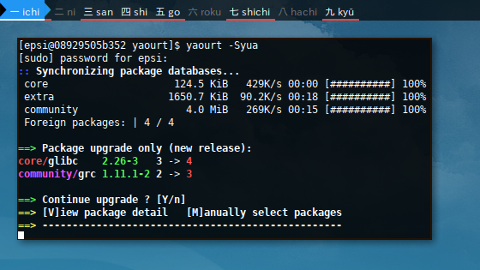 一 ichi 二 ni 三 san 四 shi 五 go 六 roku 七 shichi 八 hachi 九 kyū
[epsi@08929505b352 yaourt]$ yaourt -Syua
[sudo] password for epsi:
:: Synchronizing package databases...
core 124.5 KiB 429K/s 00:00 [##########] 100%
extra 1650.7 KiB 90.2K/s 00:18 [##########] 100%
community 4.0 MiB 269K/s 00:15 [##########] 100%
Foreign packages: | 4 / 4
==> Package upgrade only (new release):
core/glibc 2.26-3 3 -> 4
community/grc 1.11.1-2 2 -> 3
==> Continue upgrade ? [Y/n]
==> [V]iew package detail [M]anually select packages
==> --------------------------------------------------